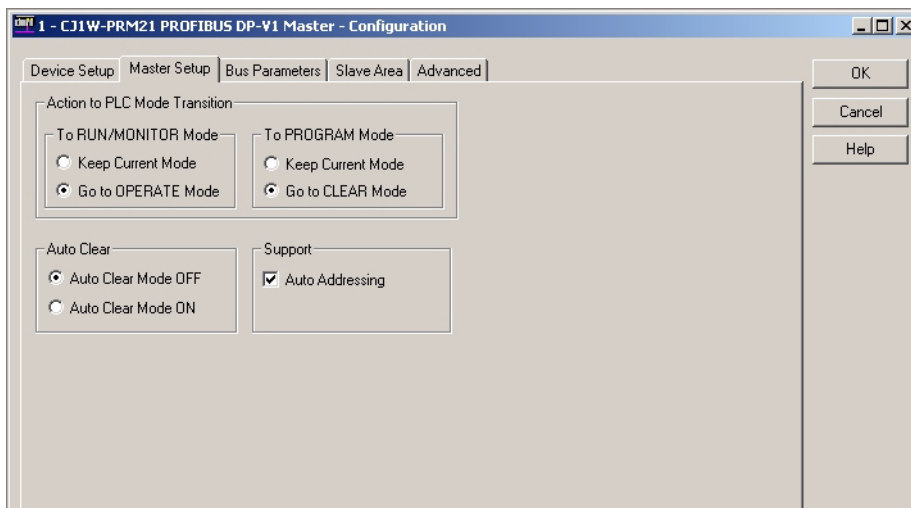 1 - CJ1W-PRM21 PROFIBUS DP-V1 Master - Configuration
Device Setup Master Setup Bus Parameters Slave Area Advanced
OK
Cancel
Help
Action to PLC Mode Transition
To RUN/MONITOR Mode
Keep Current Mode
Go to OPERATE Mode
To PROGRAM Mode
Keep Current Mode
Go to CLEAR Mode
Auto Clear
Auto Clear Mode OFF
Auto Clear Mode ON
Support
Auto Addressing